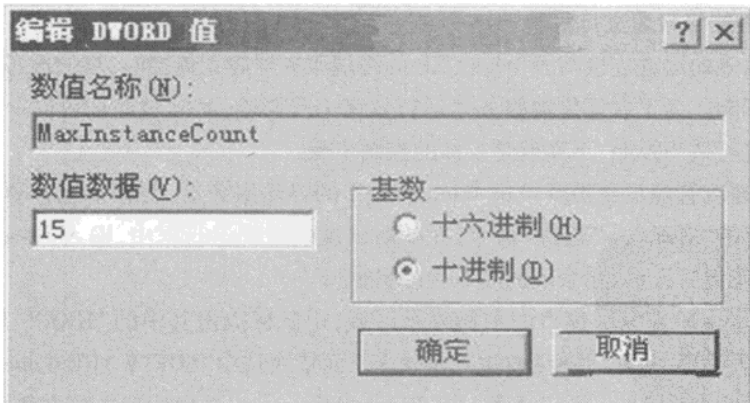 编辑 DWORD 值
数值名称(N):
MaxInstanceCount
数值数据(V):
15
基数
十六进制(H)
十进制(D)
确定
取消